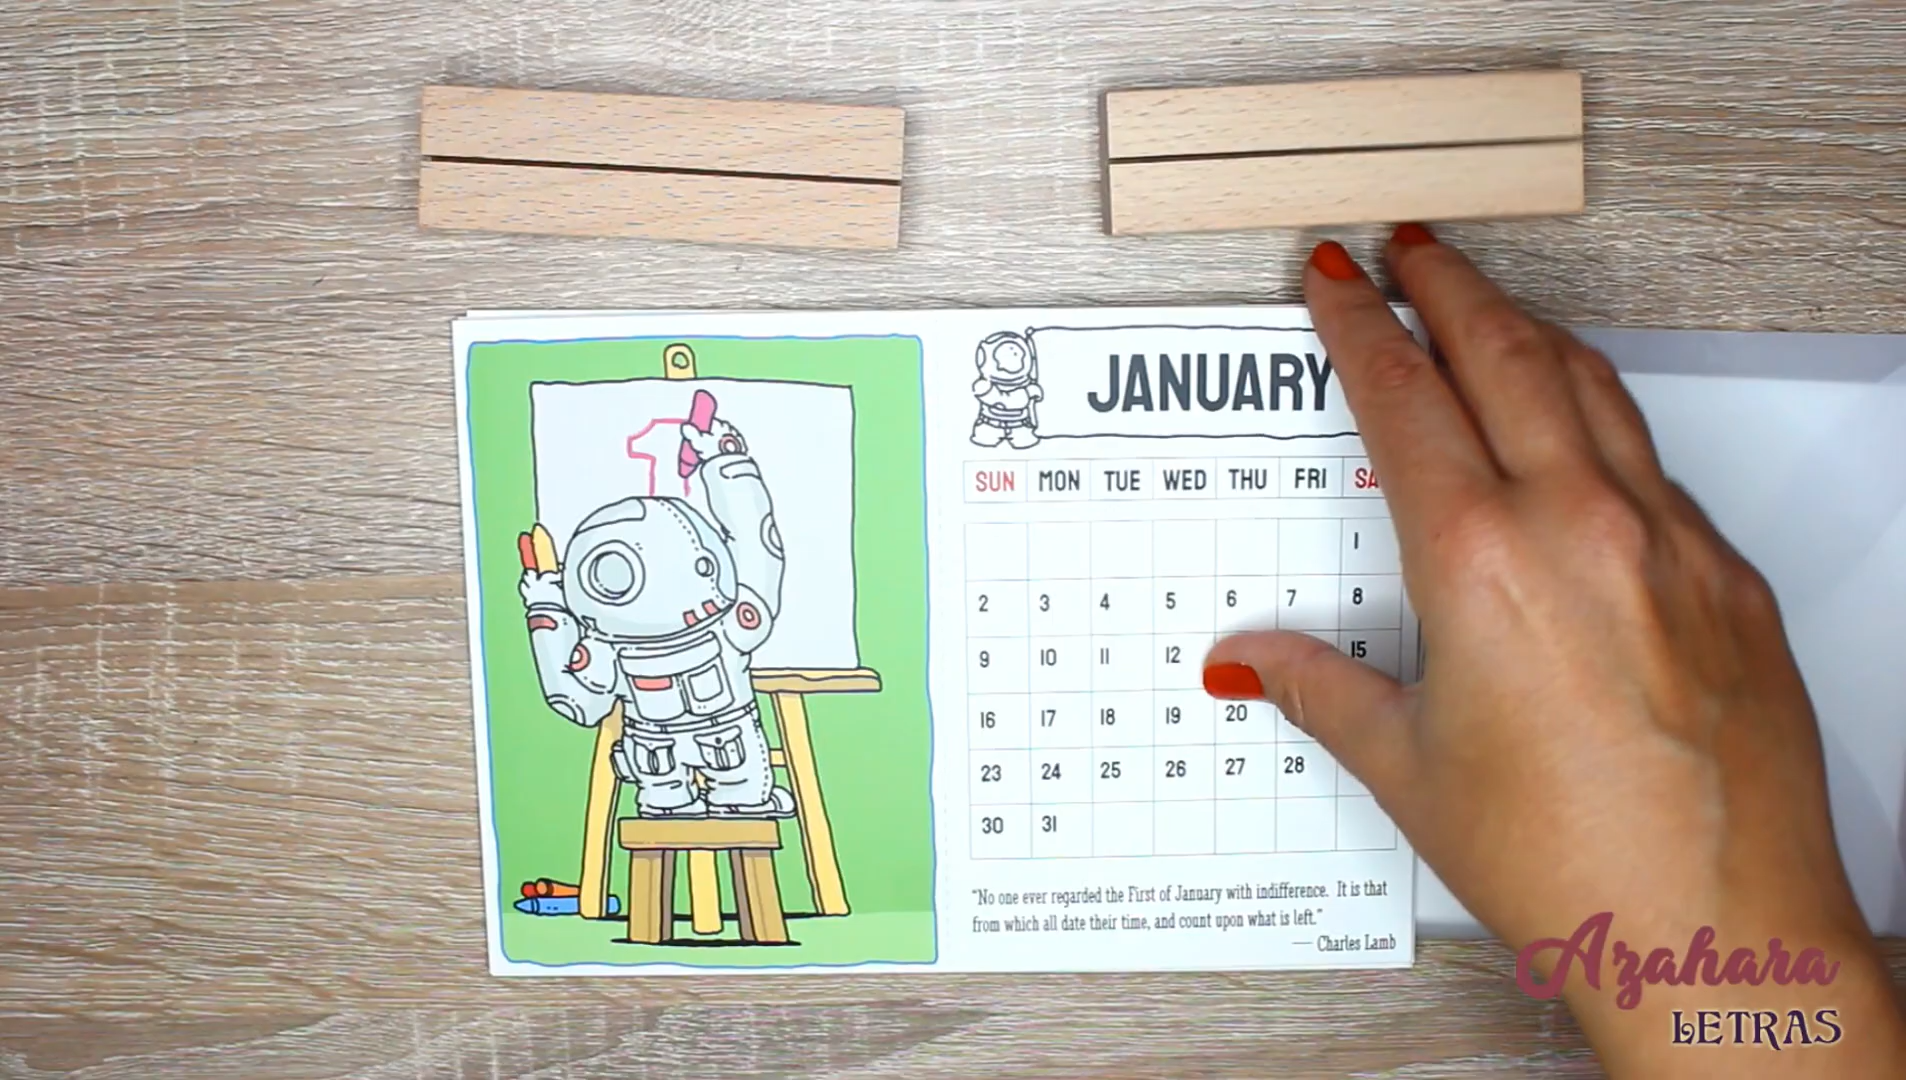 1
JANUARY
SUN MON TUE WED THU FRI
1
2 3 4 5 6 7 8
9 10 11 12 15
16 17 18 19 20
23 24 25 26 27 28
30 31
"No one ever regarded the First of January with indifference. It is that
from which all date their time, and count upon what is left."
— Charles Lamb
Azahara
LETRAS